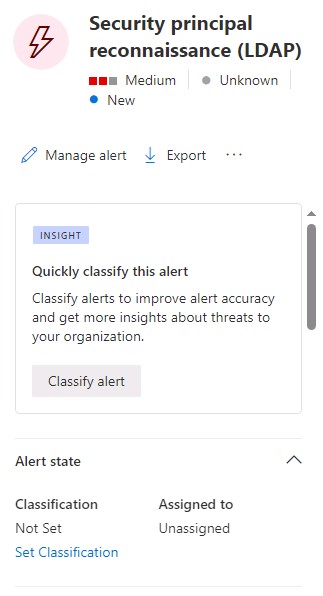 Security principal
reconnaissance (LDAP)
Medium
Unknown
New
Manage alert
Export
INSIGHT
Quickly classify this alert
Classify alerts to improve alert accuracy
and get more insights about threats to
your organization.
Classify alert
Alert state
Classification
Assigned to
Not Set
Unassigned
Set Classification